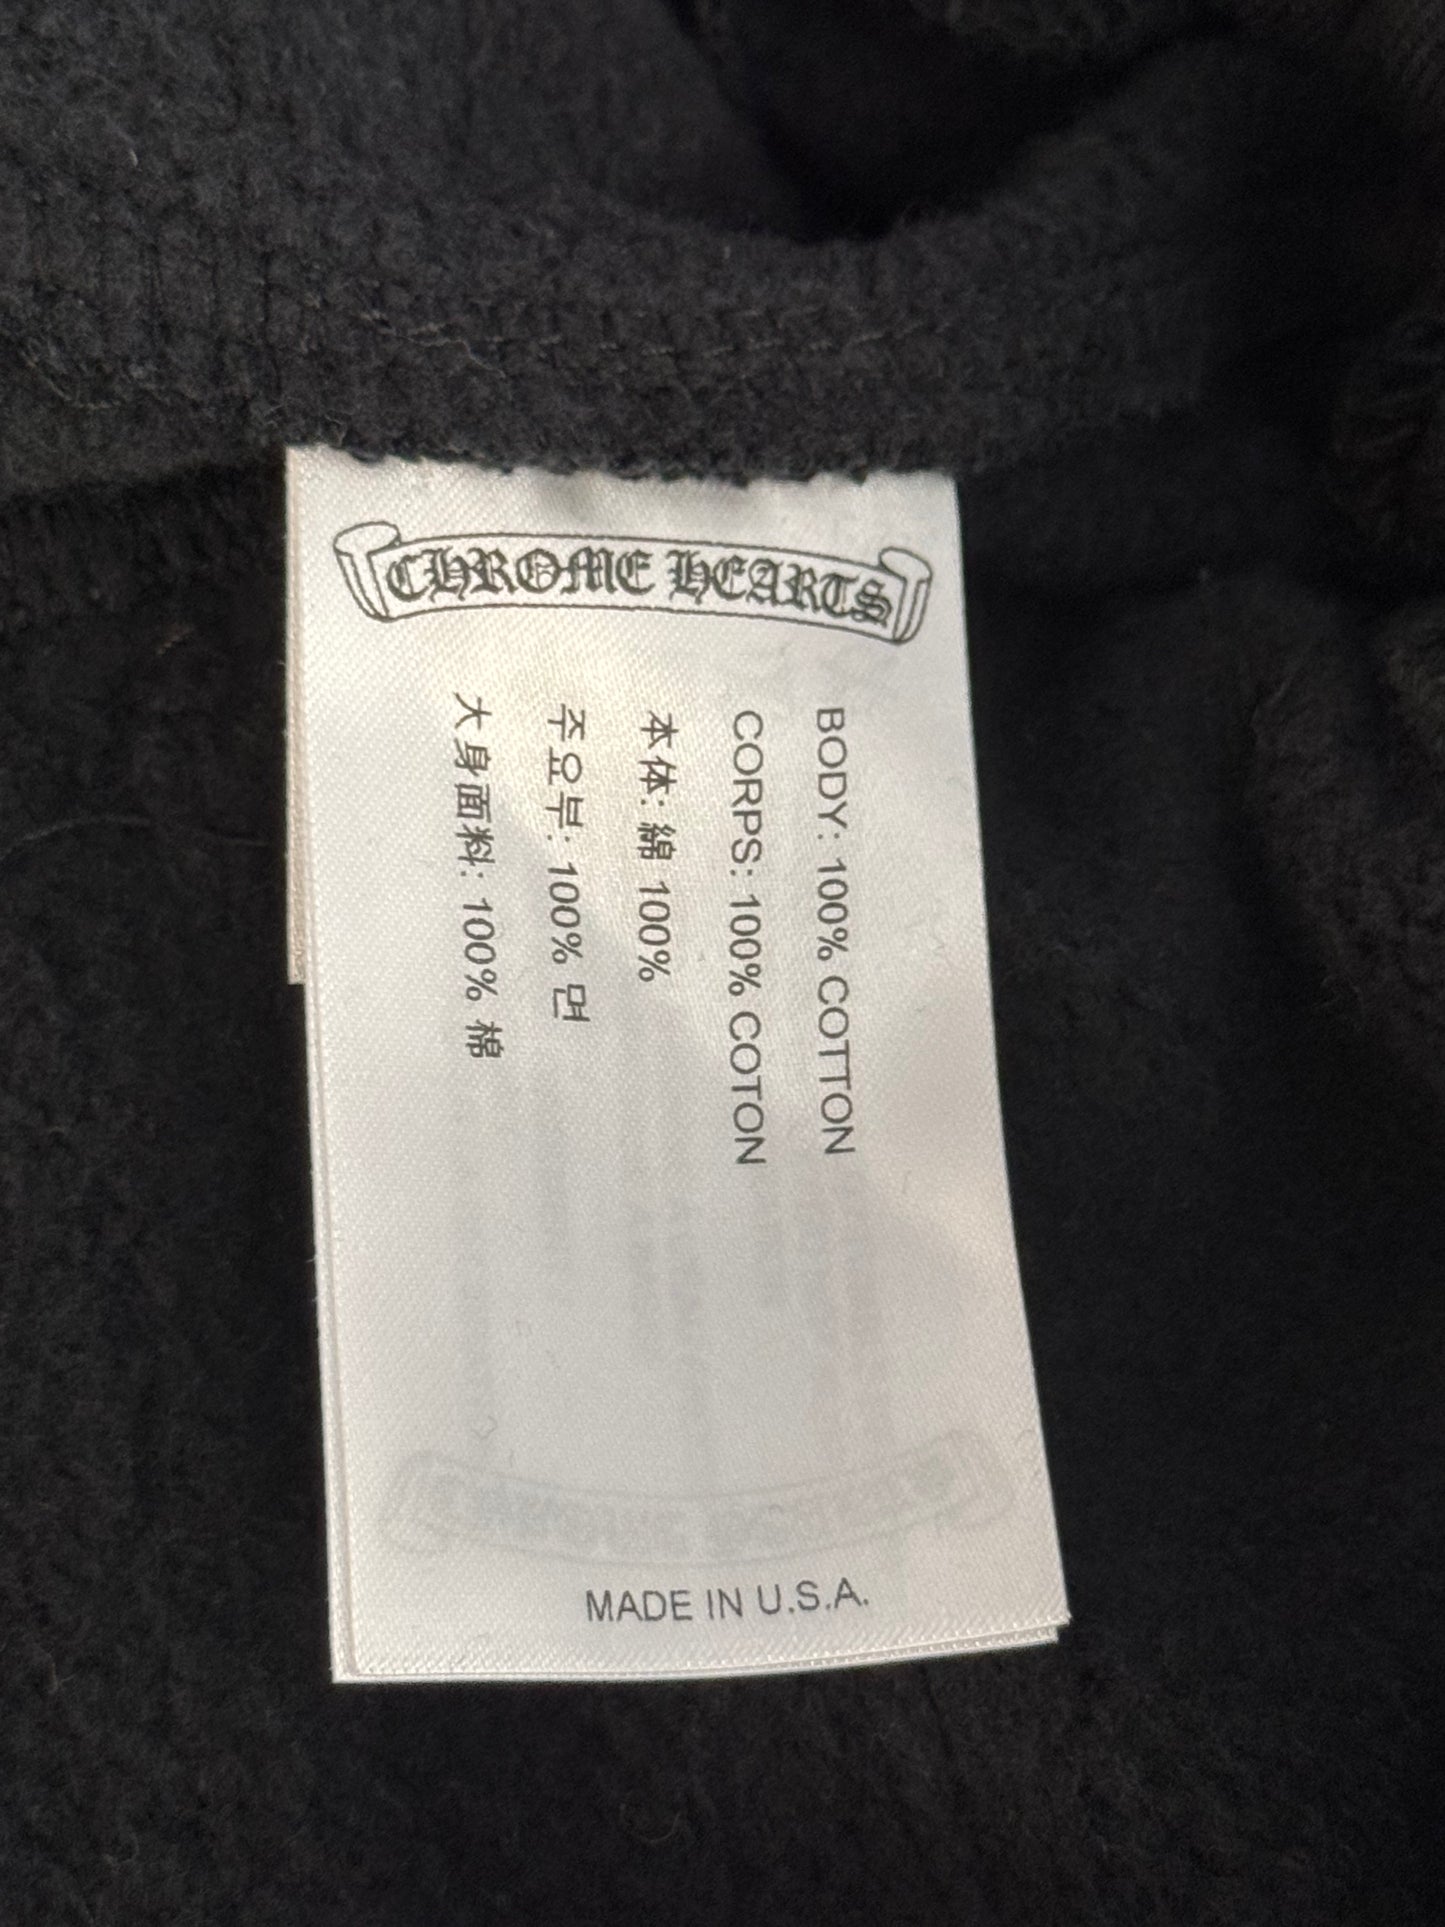 CHROME HEARTS
BODY: 100% COTTON
CORPS: 100% COTON
本体: 綿 100%
주요부: 100% 면
大身面料: 100% 棉
MADE IN U.S.A.